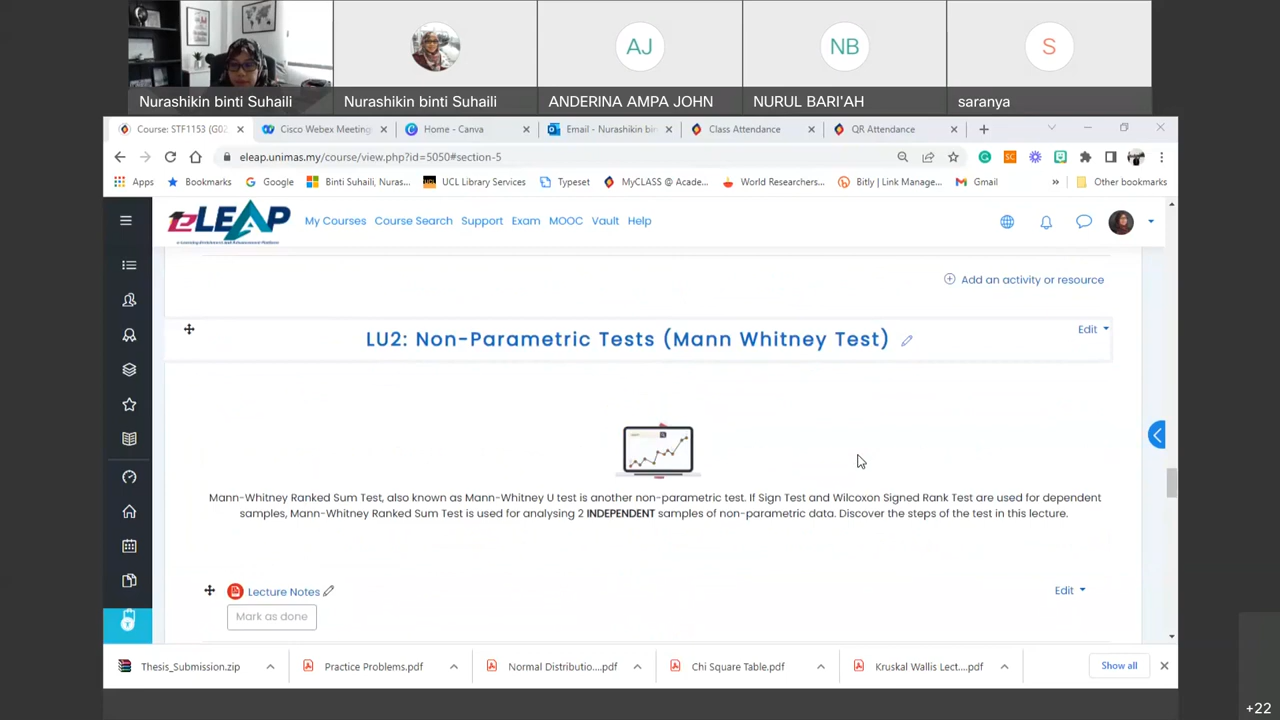 Nurashikin binti Suhaili
Nurashikin binti Suhaili
AJ
ANDERINA AMPA JOHN
NB
NURUL BARI'AH
S
saranya
Course: STF1153 (G02
Cisco Webex Meeting
Home - Canva
Email - Nurashikin bin
Class Attendance
QR Attendance
eleap.unimas.my/course/view.php?id=5050#section-5
Apps
Bookmarks
Google
Binti Suhaili, Nuras...
UCL Library Services
Typeset
MyCLASS @ Acade...
World Researchers...
Bitly | Link Manage...
Gmail
Other bookmarks
eLEAP
My Courses
Course Search
Support
Exam
MOOC
Vault
Help
Add an activity or resource
LU2: Non-Parametric Tests (Mann Whitney Test)
Edit
Mann-Whitney Ranked Sum Test, also known as Mann-Whitney U test is another non-parametric test. If Sign Test and Wilcoxon Signed Rank Test are used for dependent
samples, Mann-Whitney Ranked Sum Test is used for analysing 2 INDEPENDENT samples of non-parametric data. Discover the steps of the test in this lecture.
Lecture Notes
Edit
Mark as done
Thesis_Submission.zip
Practice Problems.pdf
Normal Distributio....pdf
Chi Square Table.pdf
Kruskal Wallis Lect....pdf
Show all
+22